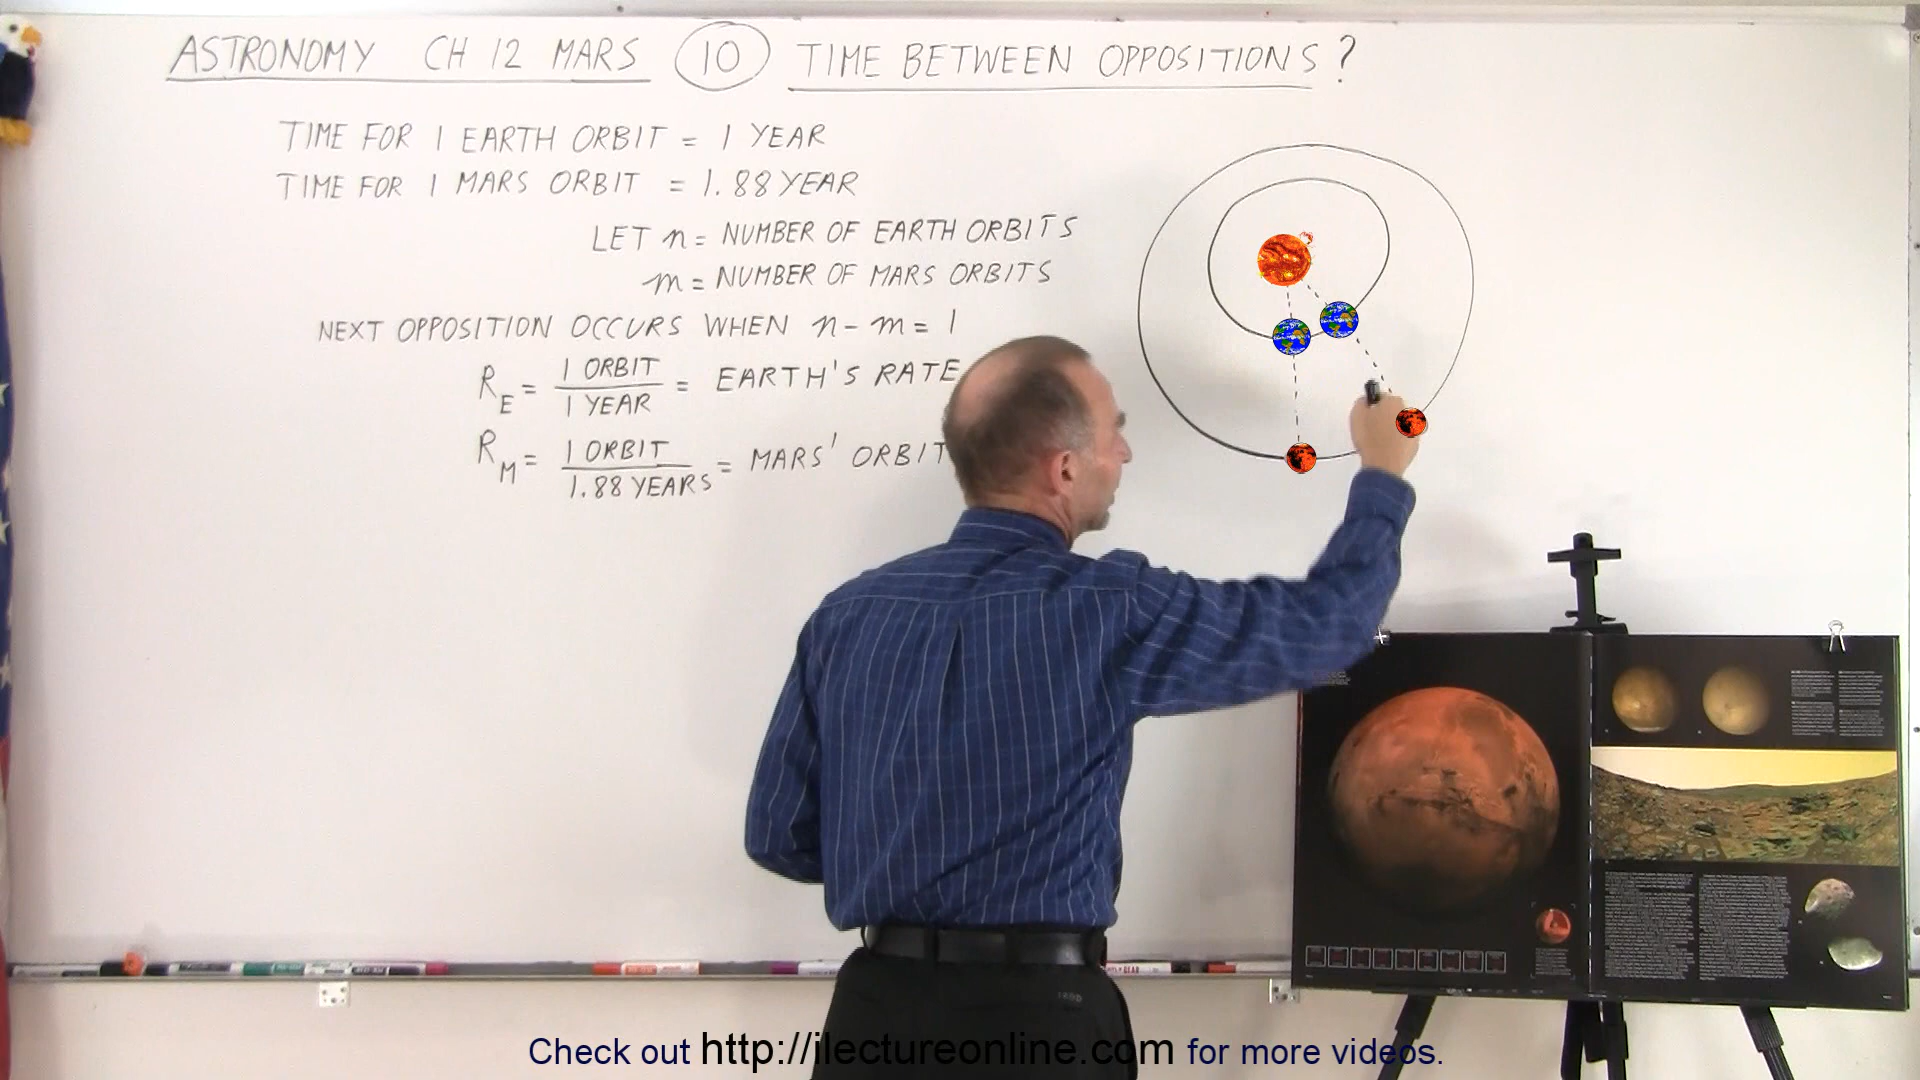 ASTRONOMY CH 12 MARS 10 TIME BETWEEN OPPOSITIONS?
TIME FOR 1 EARTH ORBIT = 1 YEAR
TIME FOR 1 MARS ORBIT = 1.88 YEAR
LET n = NUMBER OF EARTH ORBITS
m = NUMBER OF MARS ORBITS
NEXT OPPOSITION OCCURS WHEN n - m = 1
R_E = 1 ORBIT / 1 YEAR = EARTH'S RATE
R_M = 1 ORBIT / 1.88 YEARS = MARS' ORBIT
Check out http://ilectureonline.com for more videos.